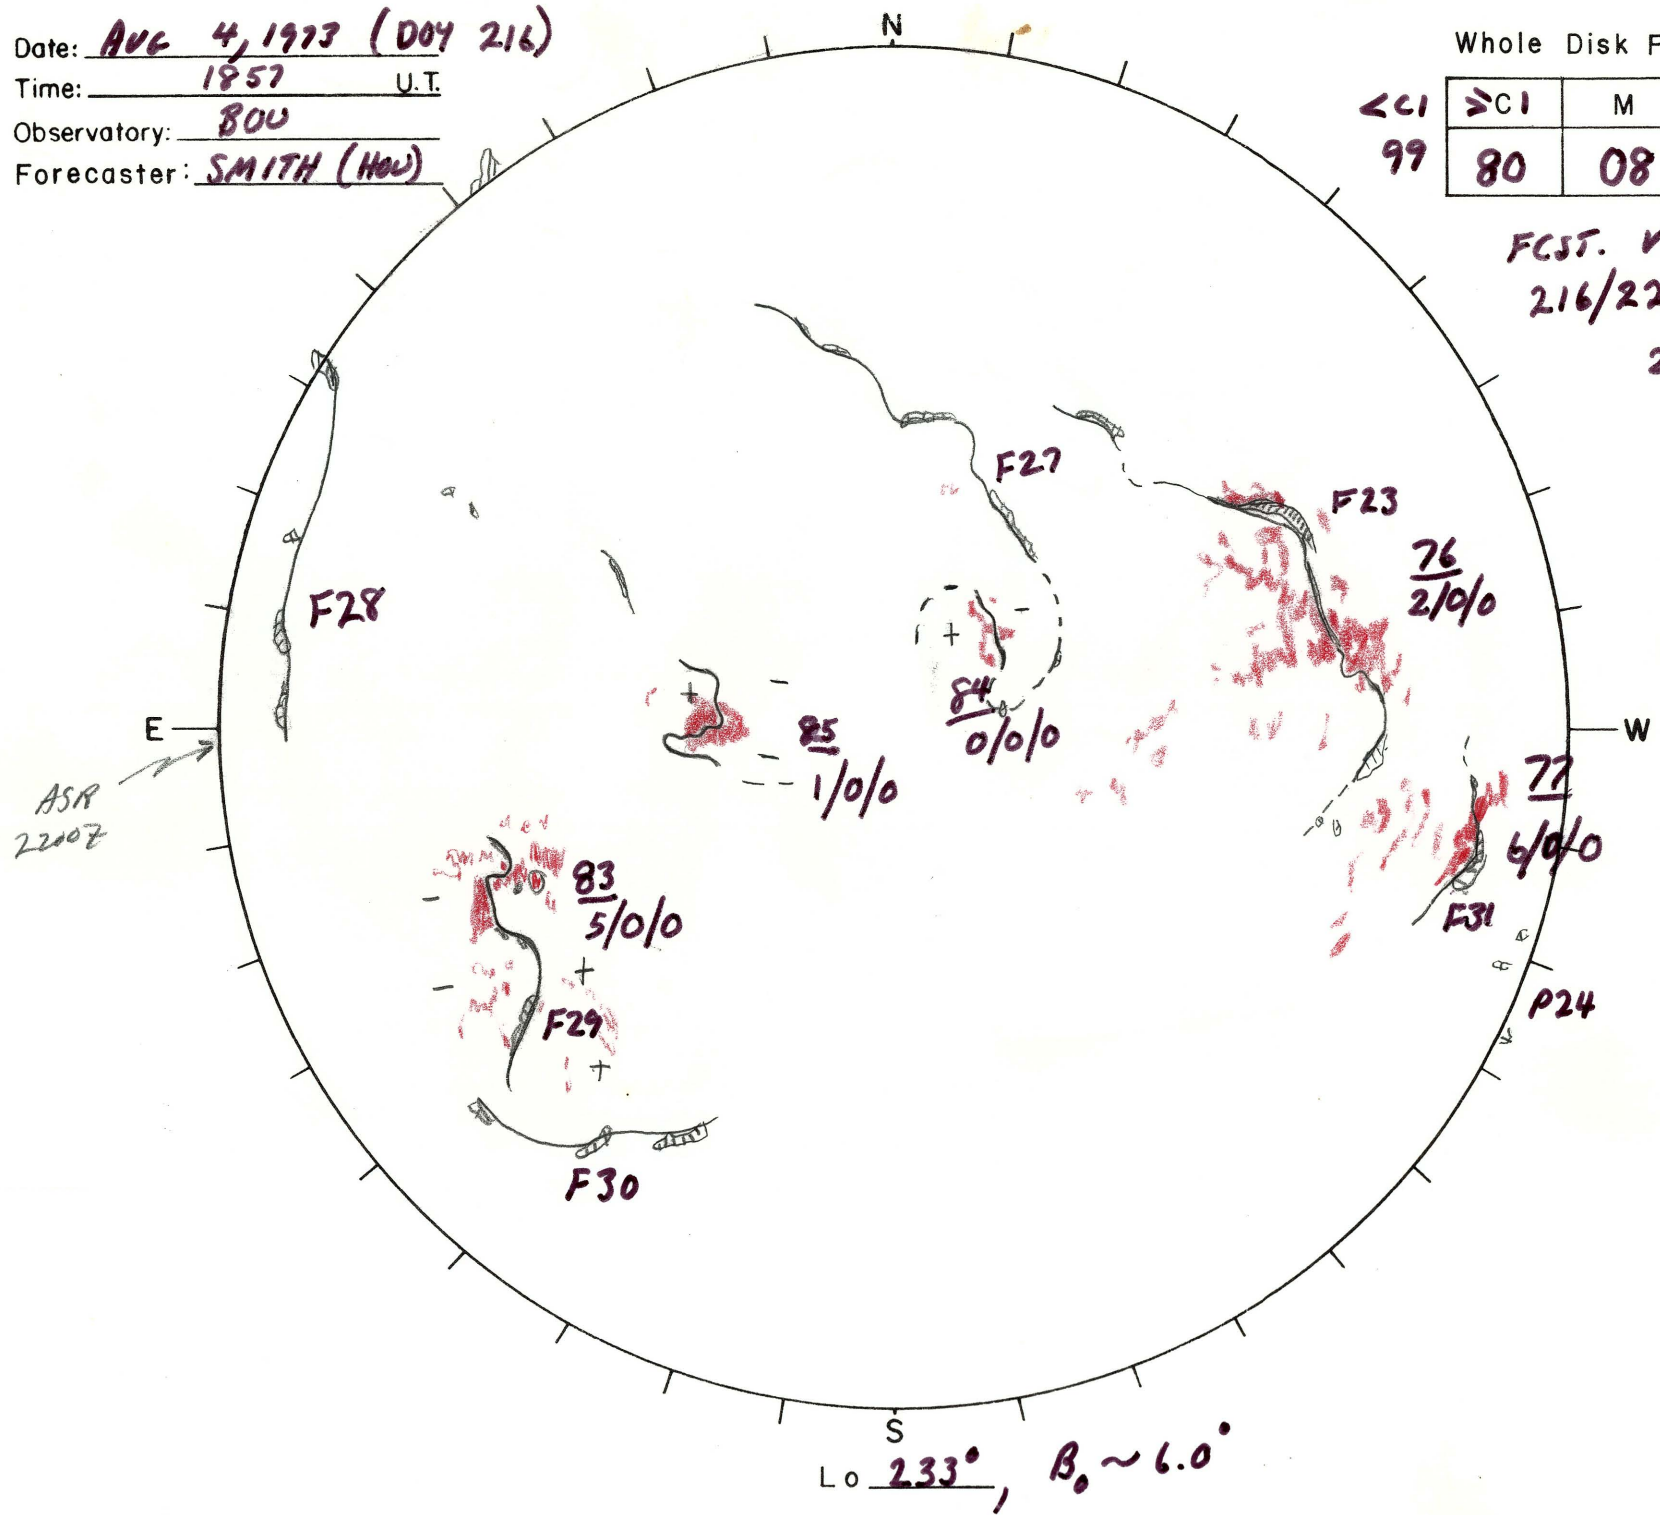 Date: AUG 4, 1973 (DOY 216)
Time: 1857 U.T.
Observatory: BOU
Forecaster: SMITH (HOU)
N
Whole Disk F
<C1 ≥C1 M
99 80 08
FCST. V
216/22
2
F27
F23
76
2/0/0
F28
84
0/0/0
E
W
85
1/0/0
ASR
2200Z
77
6/0/0
83
5/0/0
F31
P24
F29
F30
S
Lo 233°, B₀ ~ 6.0°